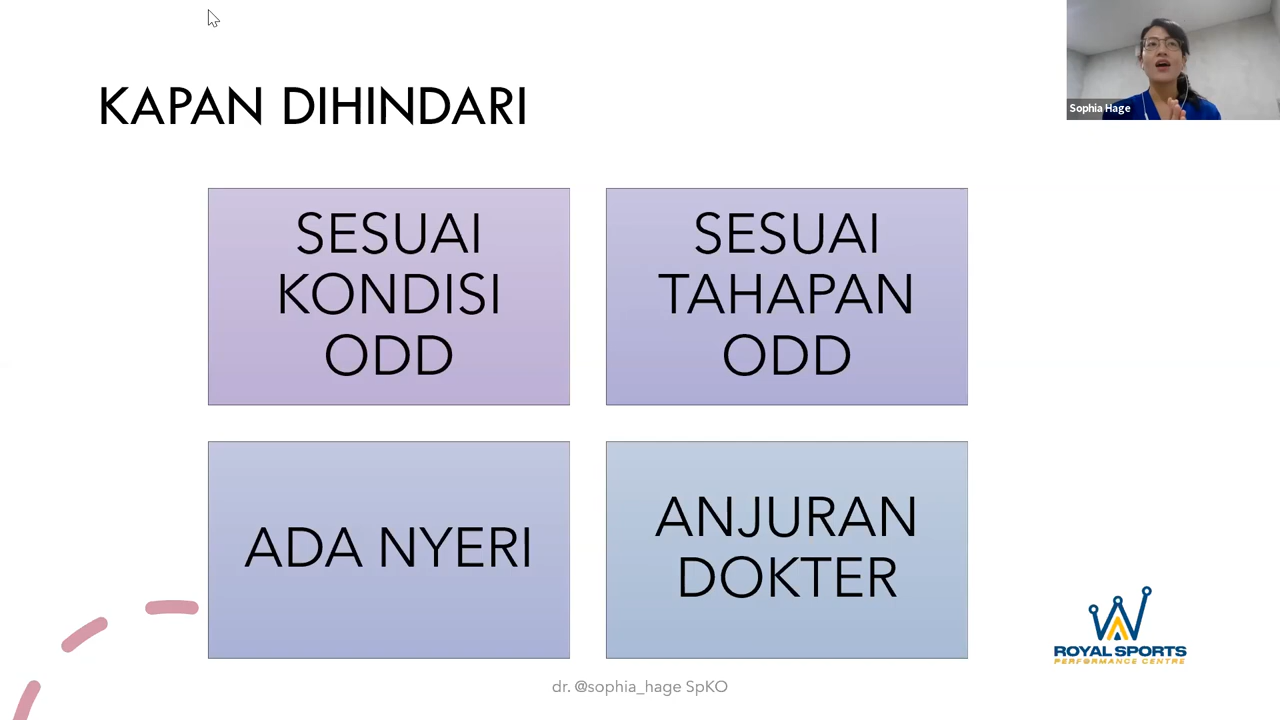 Sophia Hage
KAPAN DIHINDARI
SESUAI
KONDISI
ODD
SESUAI
TAHAPAN
ODD
ADA NYERI
ANJURAN
DOKTER
ROYAL SPORTS
PERFORMANCE CENTRE
dr. @sophia_hage SpKO